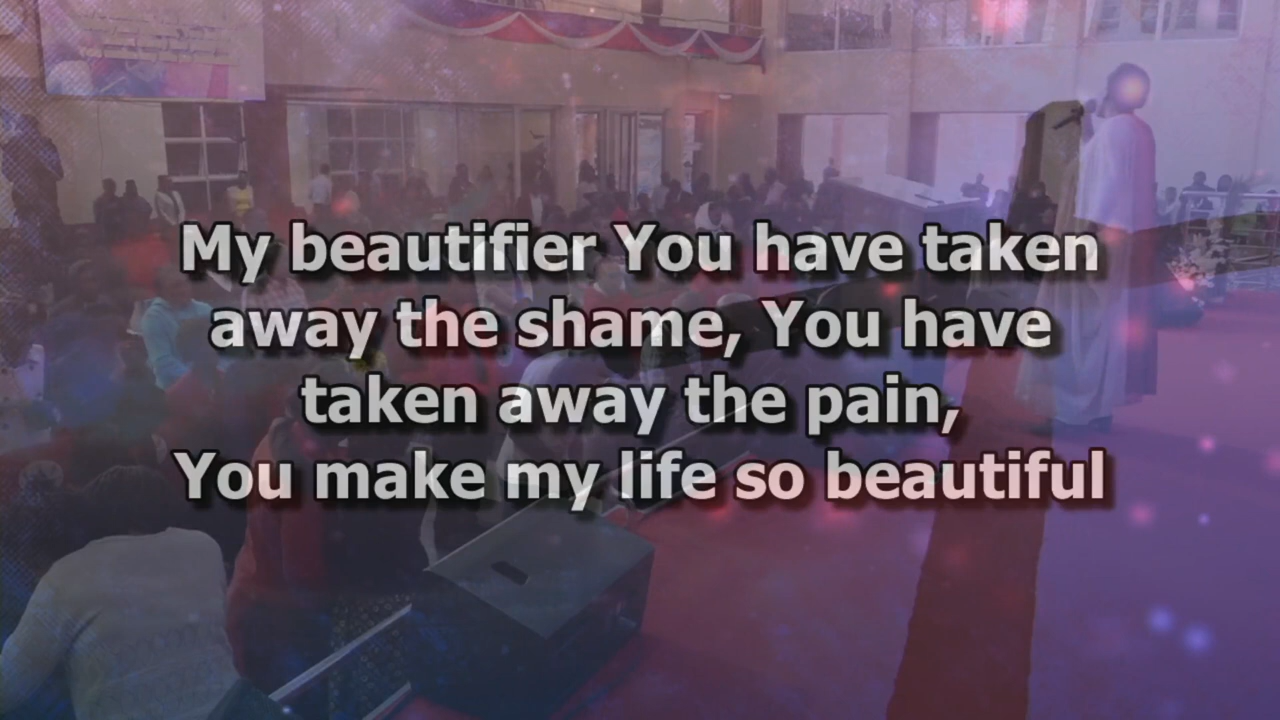 My beautifier You have taken
away the shame, You have
taken away the pain,
You make my life so beautiful